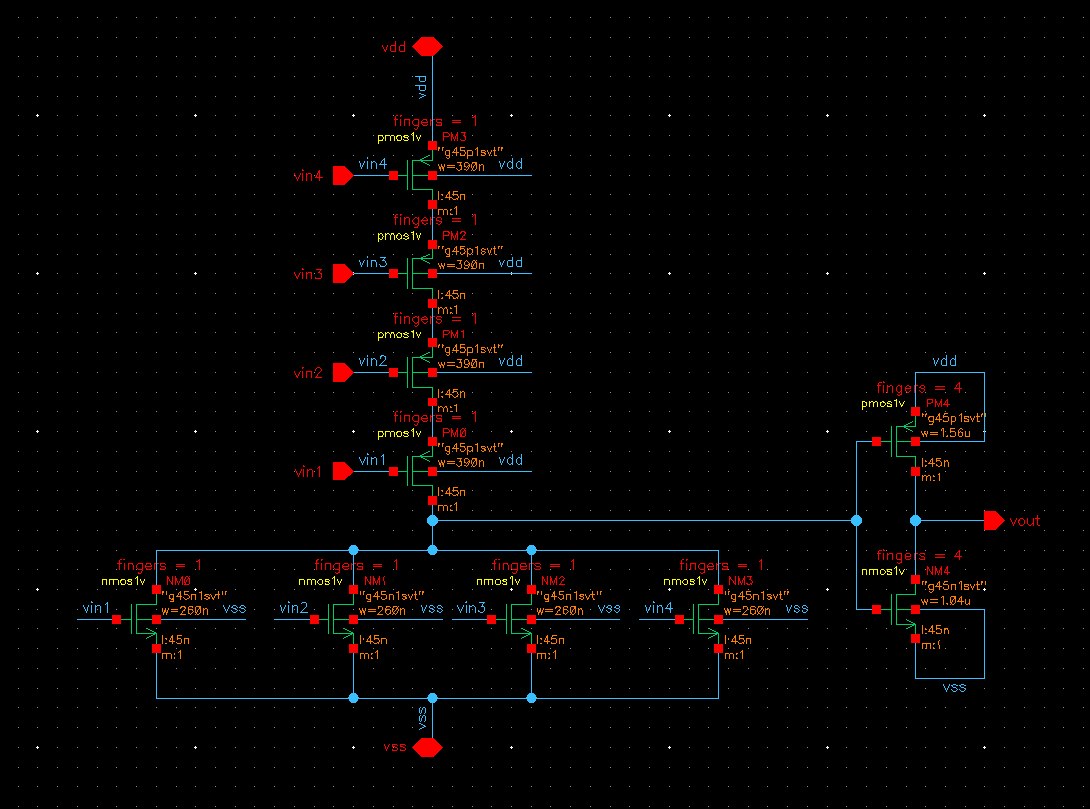 vdd
vdd
fingers = 1
pmos1v PM3
"g45p1svt"
vin4 vin4 w=390n vdd
l:45n
m:1
fingers = 1
pmos1v PM2
"g45p1svt"
vin3 vin3 w=390n vdd
l:45n
m:1
fingers = 1
pmos1v PM1
"g45p1svt"
vin2 vin2 w=390n vdd
l:45n
m:1
fingers = 1
pmos1v PM0
"g45p1svt"
vin1 vin1 w=390n vdd
l:45n
m:1
vdd
fingers = 4
pmos1v PM4
"g45p1svt"
w=1.56u
l:45n
m:1
vout
fingers = 4
nmos1v NM4
"g45n1svt"
w=1.04u
l:45n
m:1
vss
fingers = 1
nmos1v NM0
"g45n1svt"
vin1 w=260n vss
l:45n
m:1
fingers = 1
nmos1v NM1
"g45n1svt"
vin2 w=260n vss
l:45n
m:1
fingers = 1
nmos1v NM2
"g45n1svt"
vin3 w=260n vss
l:45n
m:1
fingers = 1
nmos1v NM3
"g45n1svt"
vin4 w=260n vss
l:45n
m:1
vss
vss